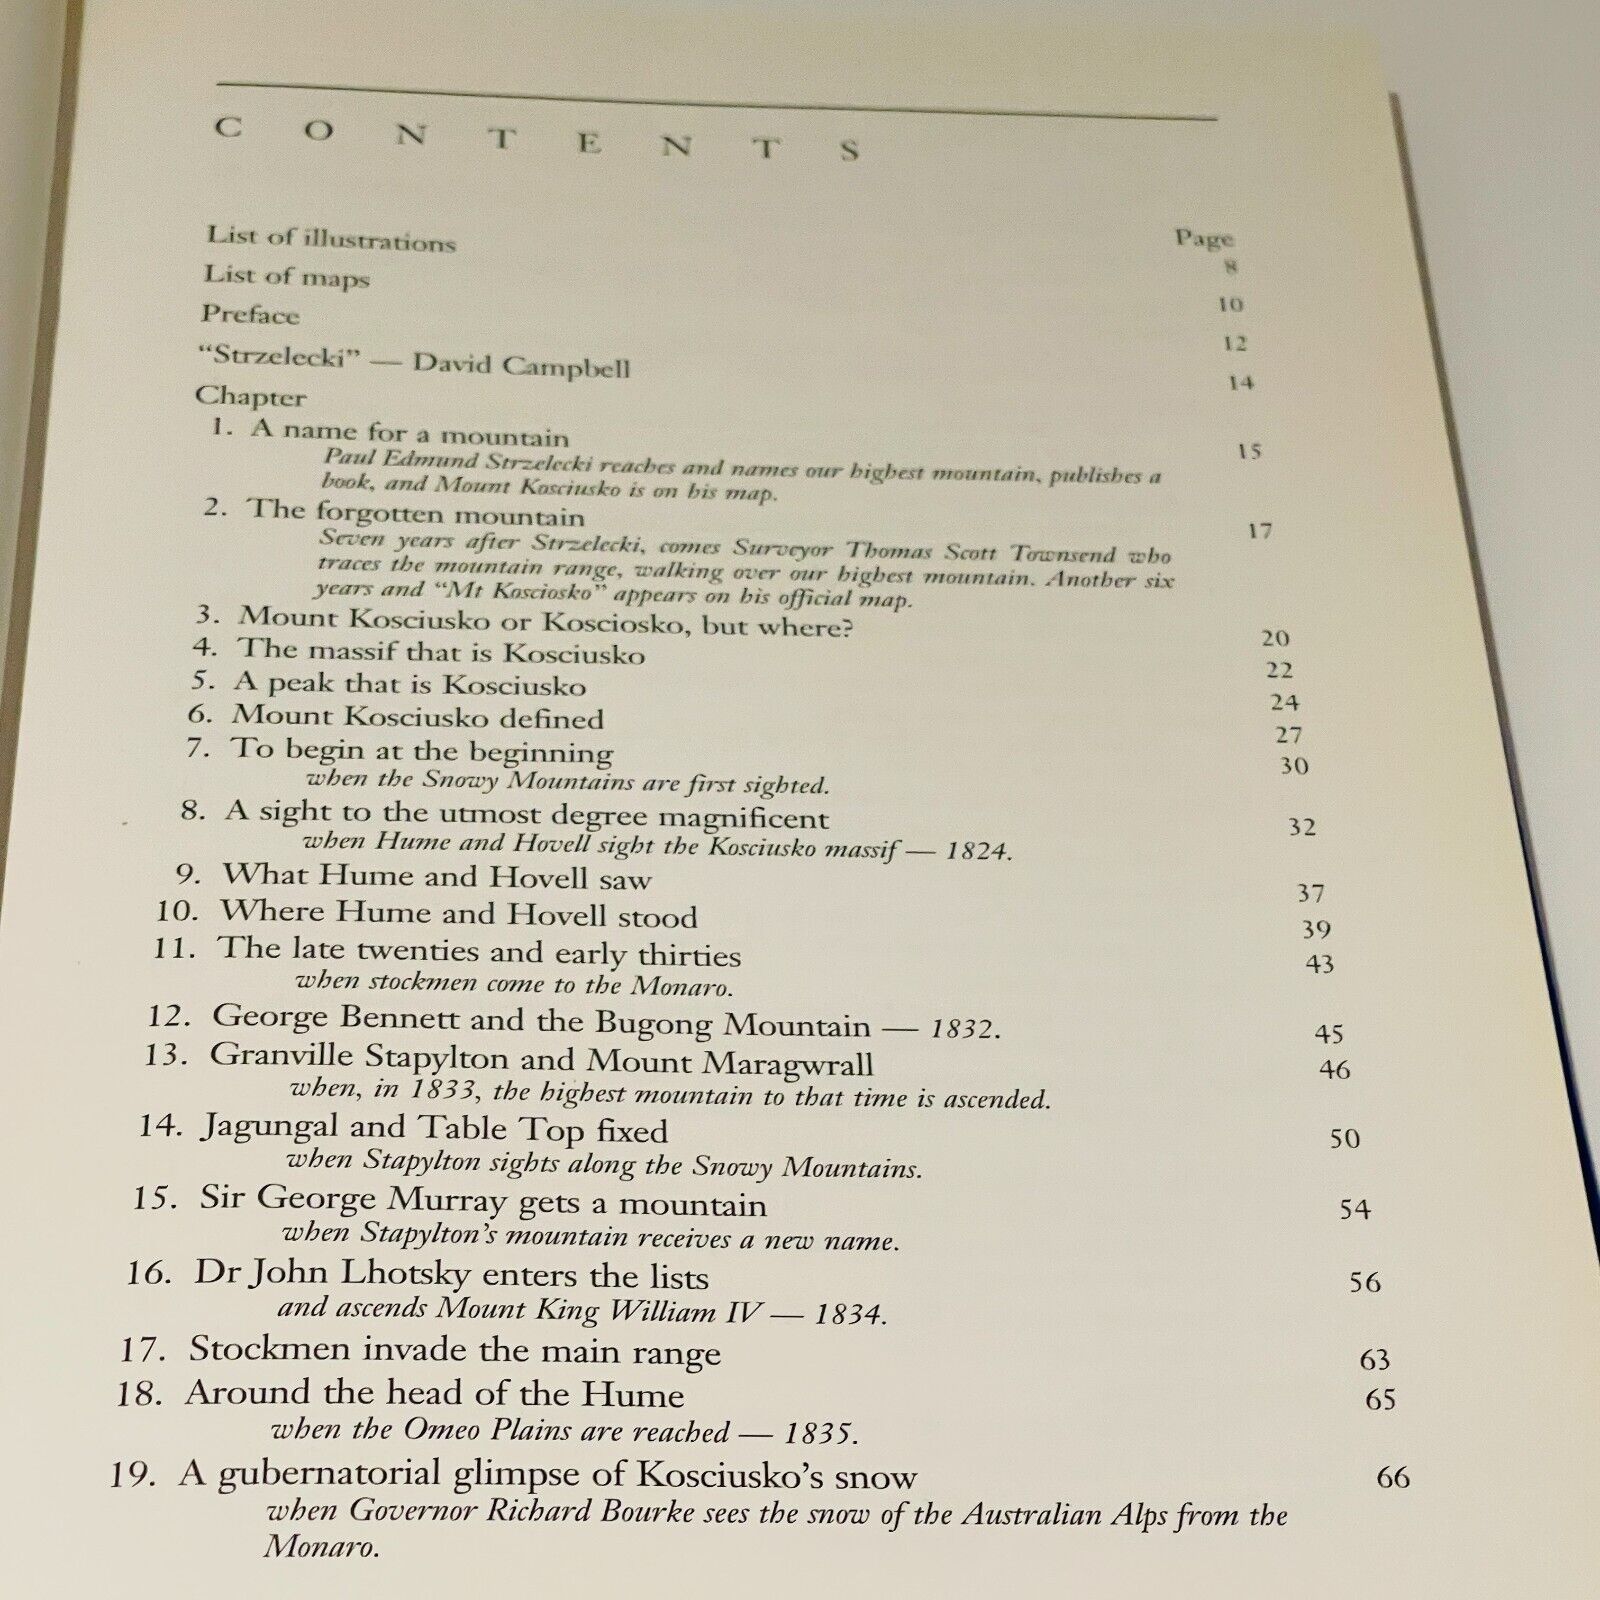 CONTENTS
Page
List of illustrations 8
List of maps 10
Preface 12
“Strzelecki” — David Campbell 14
Chapter
1. A name for a mountain 15
Paul Edmund Strzelecki reaches and names our highest mountain, publishes a
book, and Mount Kosciusko is on his map.
2. The forgotten mountain 17
Seven years after Strzelecki, comes Surveyor Thomas Scott Townsend who
traces the mountain range, walking over our highest mountain. Another six
years and “Mt Kosciosko” appears on his official map.
3. Mount Kosciusko or Kosciosko, but where? 20
4. The massif that is Kosciusko 22
5. A peak that is Kosciusko 24
6. Mount Kosciusko defined 27
7. To begin at the beginning 30
when the Snowy Mountains are first sighted.
8. A sight to the utmost degree magnificent 32
when Hume and Hovell sight the Kosciusko massif — 1824.
9. What Hume and Hovell saw 37
10. Where Hume and Hovell stood 39
11. The late twenties and early thirties 43
when stockmen come to the Monaro.
12. George Bennett and the Bugong Mountain — 1832. 45
13. Granville Stapylton and Mount Maragwrall 46
when, in 1833, the highest mountain to that time is ascended.
14. Jagungal and Table Top fixed 50
when Stapylton sights along the Snowy Mountains.
15. Sir George Murray gets a mountain 54
when Stapylton’s mountain receives a new name.
16. Dr John Lhotsky enters the lists 56
and ascends Mount King William IV — 1834.
17. Stockmen invade the main range 63
18. Around the head of the Hume 65
when the Omeo Plains are reached — 1835.
19. A gubernatorial glimpse of Kosciusko’s snow 66
when Governor Richard Bourke sees the snow of the Australian Alps from the
Monaro.